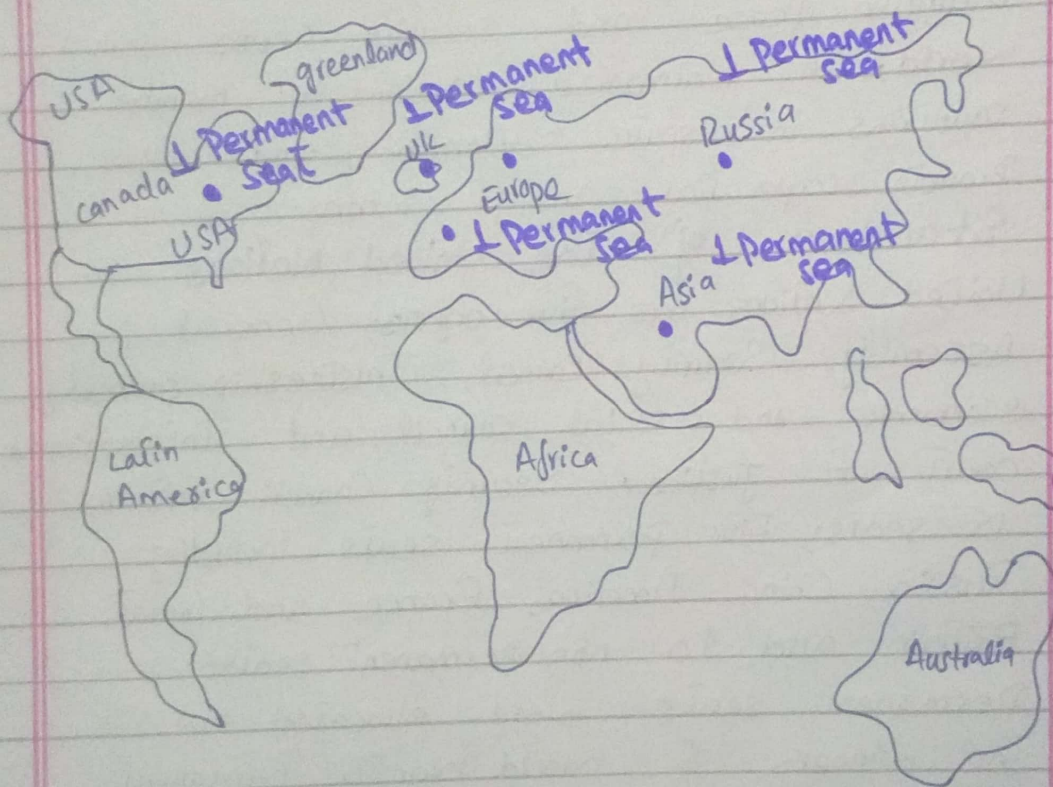 greenland
USA
1 Permanent
sea
1 Permanent
sea
1 Permanent
Seat
UK
Russia
Canada
Europe
USA
1 Permanent
sea
1 Permanent
sea
Asia
Latin
America
Africa
Australia